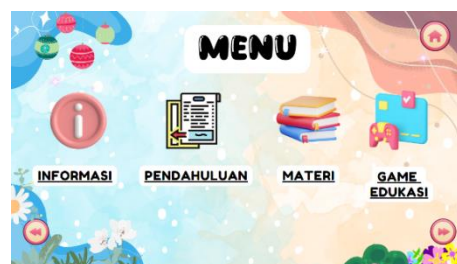 MENU
INFORMASI
PENDAHULUAN
MATERI
GAME
EDUKASI